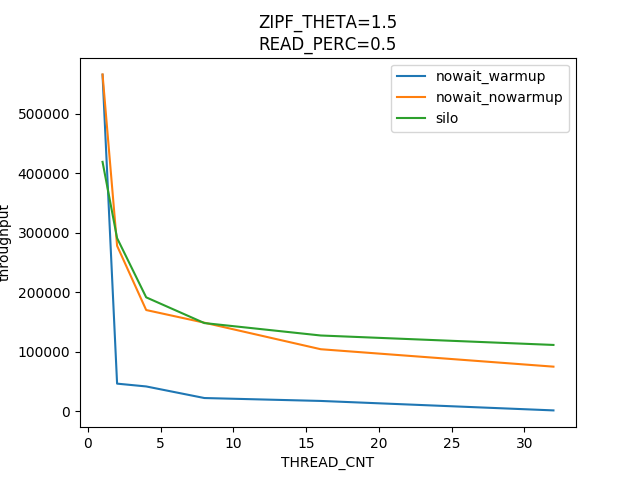 ZIPF_THETA=1.5
READ_PERC=0.5
nowait_warmup
nowait_nowarmup
silo
throughput
500000
400000
300000
200000
100000
0
0 5 10 15 20 25 30
THREAD_CNT